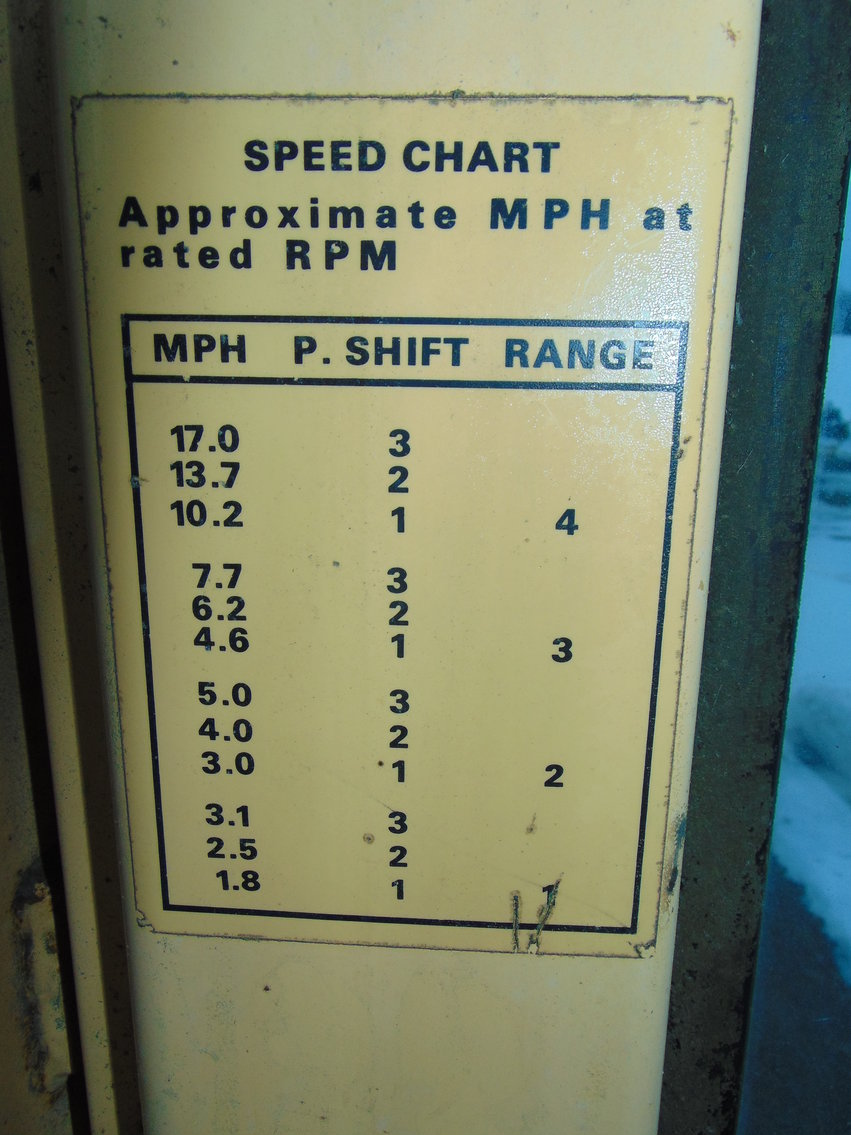 SPEED CHART
Approximate MPH at
rated RPM
MPH P. SHIFT RANGE
17.0 3
13.7 2
10.2 1 4
7.7 3
6.2 2
4.6 1 3
5.0 3
4.0 2
3.0 1 2
3.1 3
2.5 2
1.8 1 1